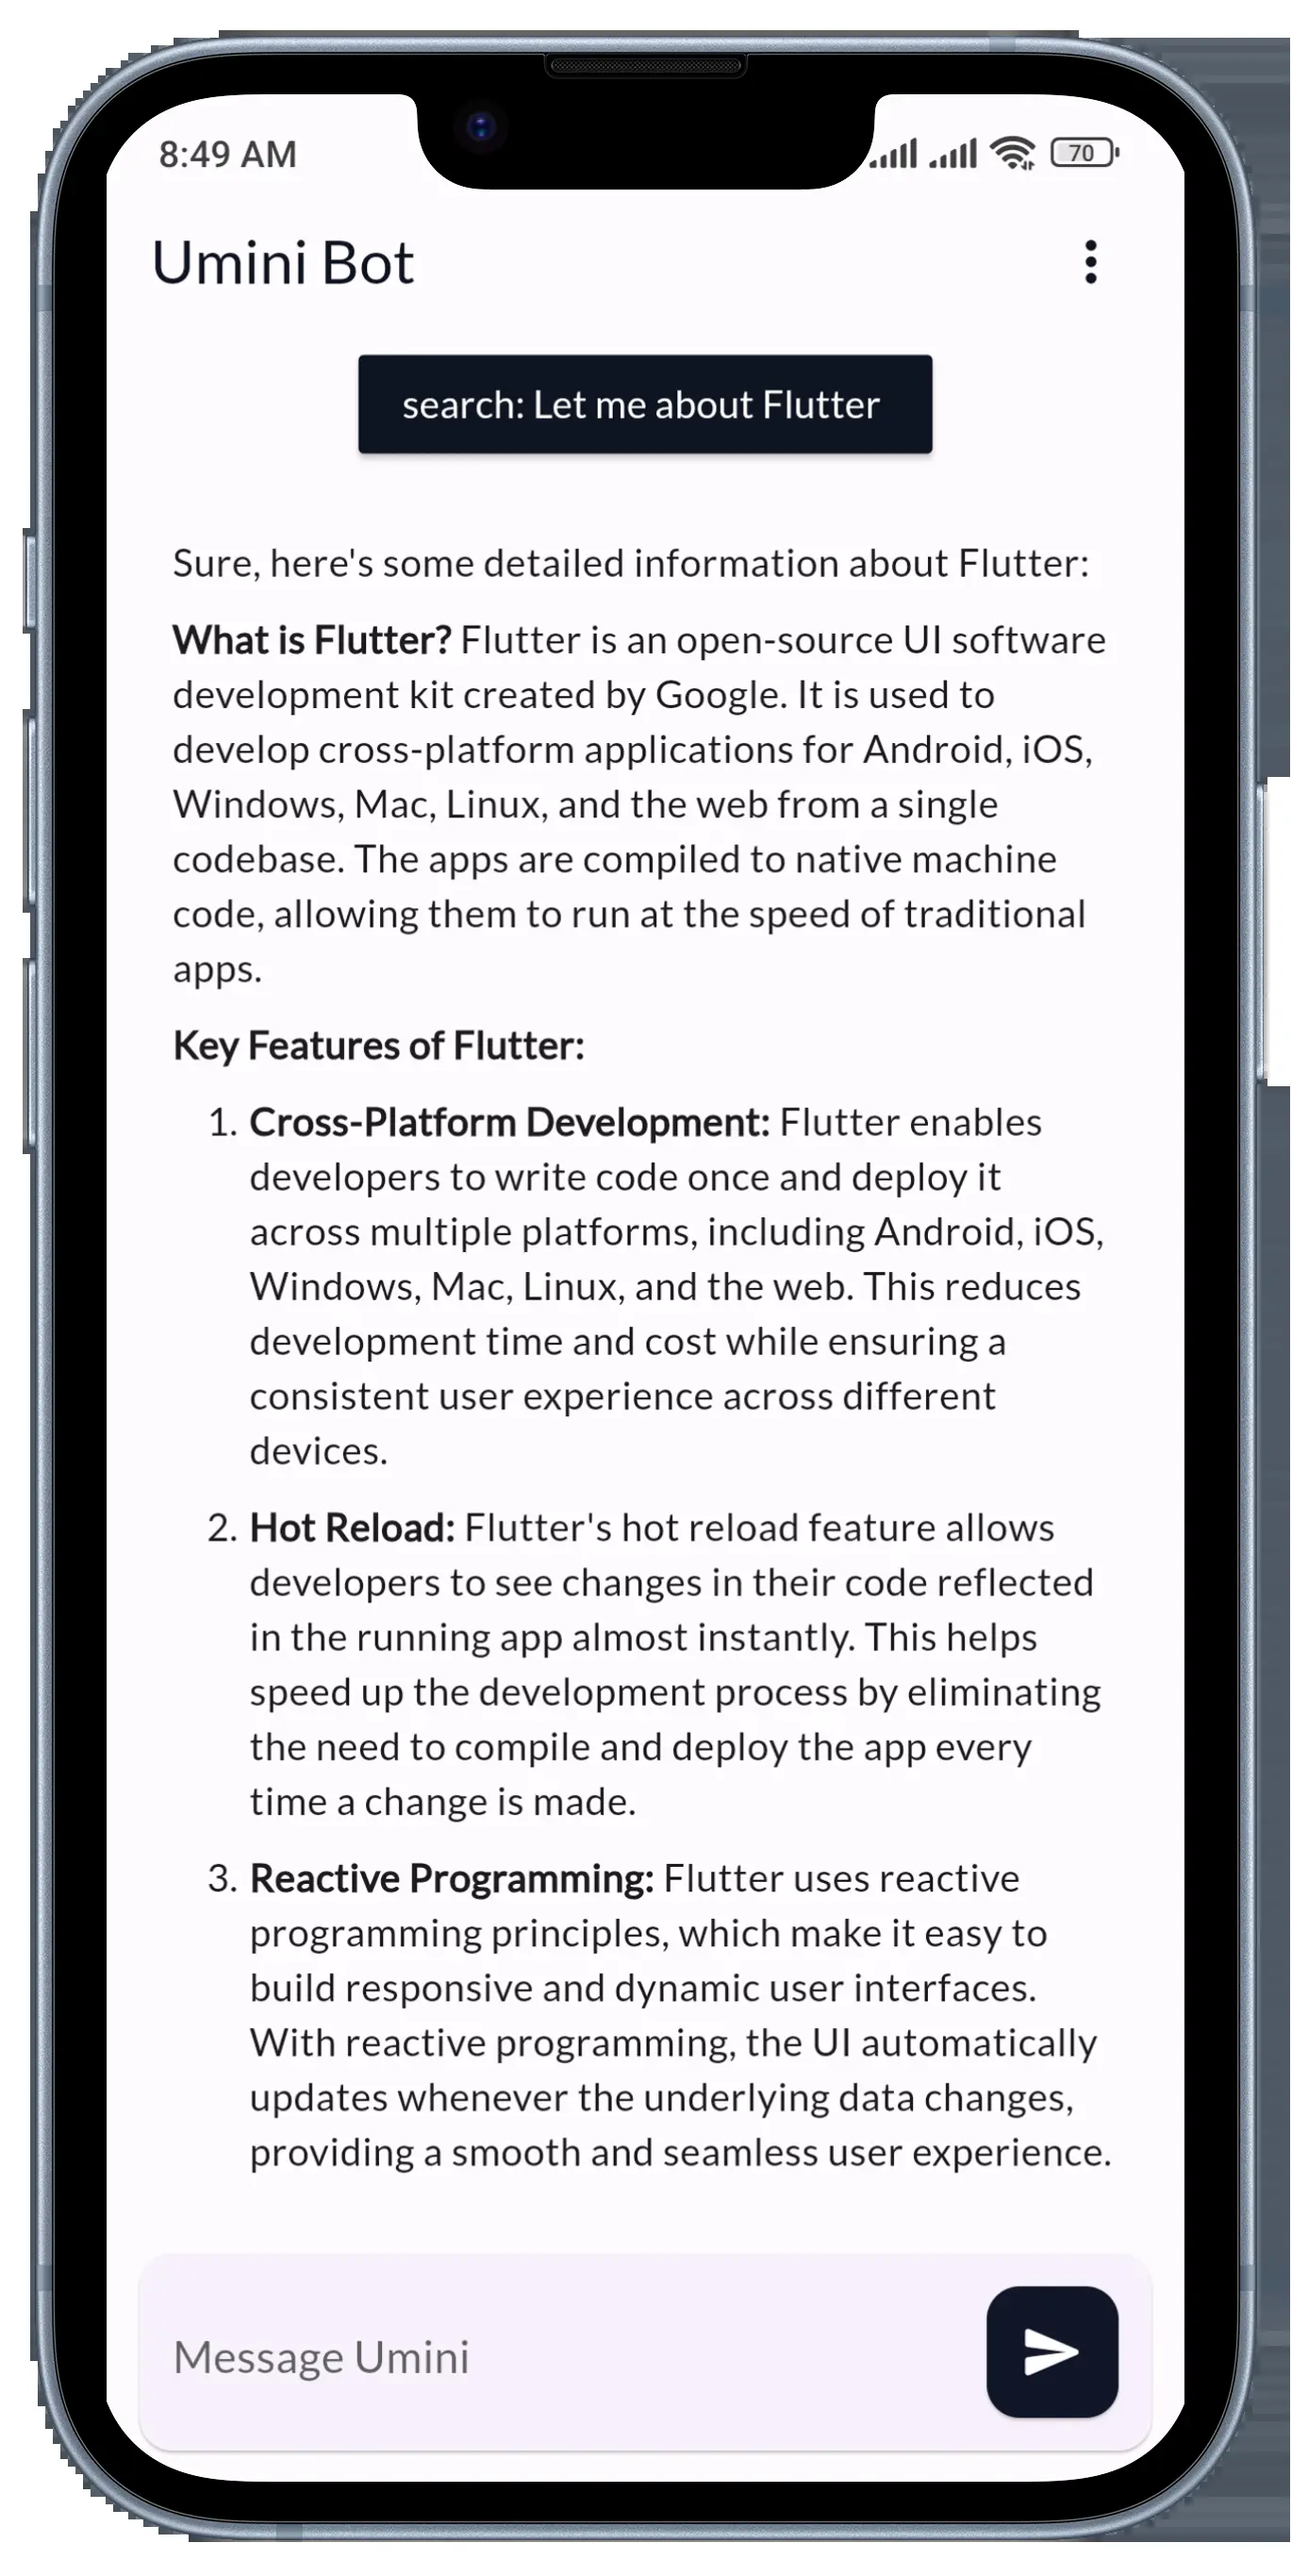 8:49 AM
70
Umini Bot
search: Let me about Flutter
Sure, here's some detailed information about Flutter:
What is Flutter? Flutter is an open-source UI software
development kit created by Google. It is used to
develop cross-platform applications for Android, iOS,
Windows, Mac, Linux, and the web from a single
codebase. The apps are compiled to native machine
code, allowing them to run at the speed of traditional
apps.
Key Features of Flutter:
1. Cross-Platform Development: Flutter enables
developers to write code once and deploy it
across multiple platforms, including Android, iOS,
Windows, Mac, Linux, and the web. This reduces
development time and cost while ensuring a
consistent user experience across different
devices.
2. Hot Reload: Flutter's hot reload feature allows
developers to see changes in their code reflected
in the running app almost instantly. This helps
speed up the development process by eliminating
the need to compile and deploy the app every
time a change is made.
3. Reactive Programming: Flutter uses reactive
programming principles, which make it easy to
build responsive and dynamic user interfaces.
With reactive programming, the UI automatically
updates whenever the underlying data changes,
providing a smooth and seamless user experience.
Message Umini